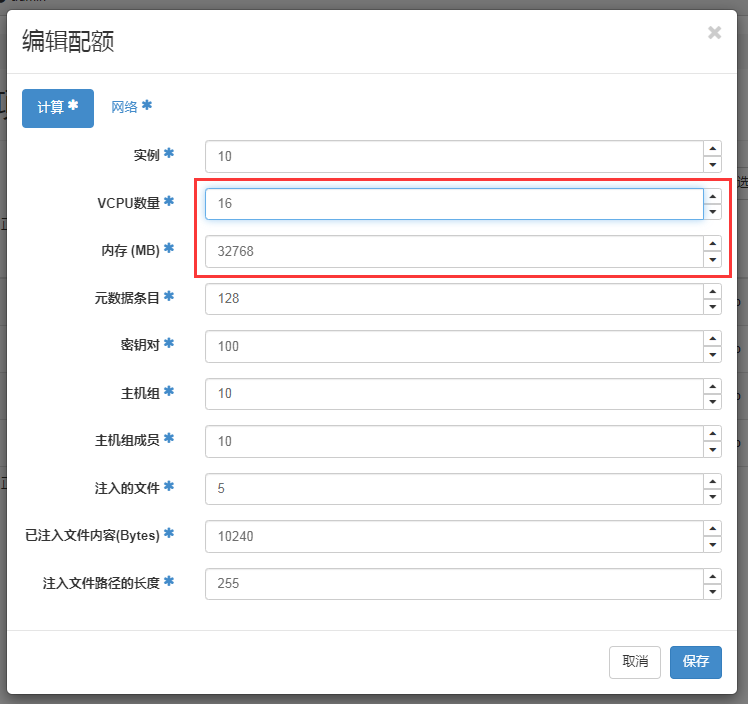 编辑配额
×
计算 * 网络 *
实例 * 10
VCPU数量 * 16
内存 (MB) * 32768
元数据条目 * 128
密钥对 * 100
主机组 * 10
主机组成员 * 10
注入的文件 * 5
已注入文件内容(Bytes) * 10240
注入文件路径的长度 * 255
取消 保存